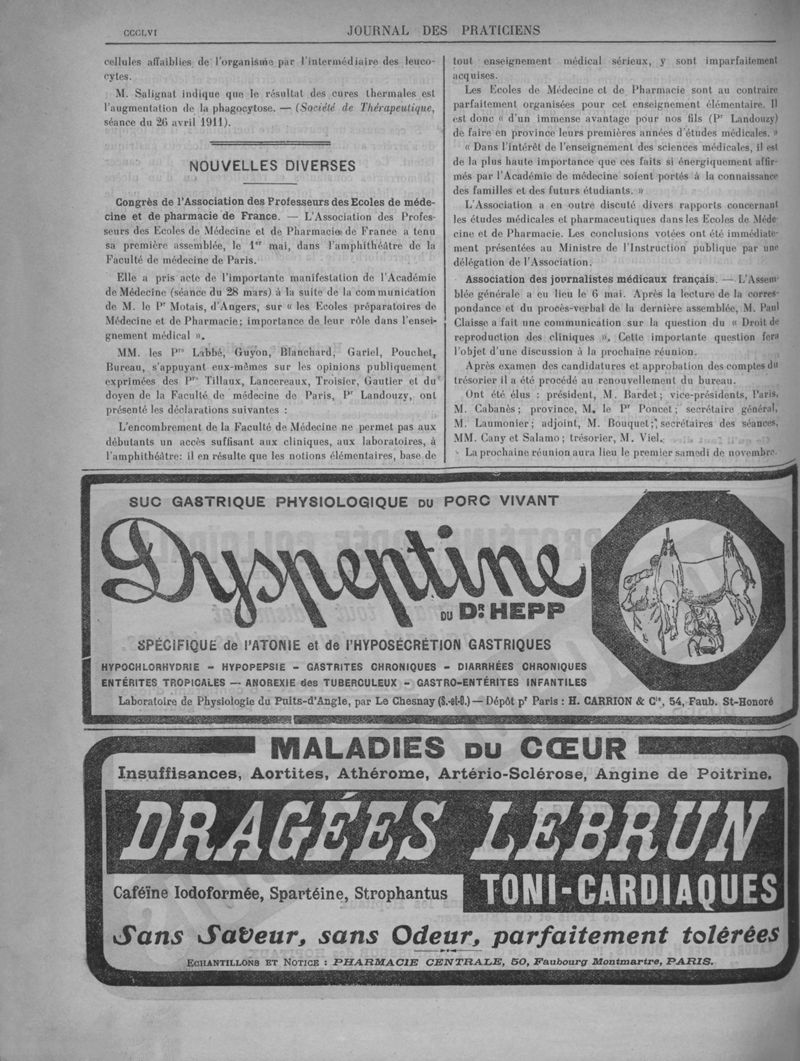 CCCLVI
JOURNAL DES PRATICIENS
cellules affaiblies de l'organisme par l'intermédiaire des leuco-
cytes.
M. Salignat indique que le résultat des cures thermales est
l'augmentation de la phagocytose. — (Société de Thérapeutique,
séance du 26 avril 1911).
NOUVELLES DIVERSES
Congrès de l'Association des Professeurs des Ecoles de méde-
cine et de pharmacie de France. — L'Association des Profes-
seurs des Ecoles de Médecine et de Pharmacie de France a tenu
sa première assemblée, le 1er mai, dans l'amphithéâtre de la
Faculté de médecine de Paris.
Elle a pris acte de l'importante manifestation de l'Académie
de Médecine (séance du 28 mars) à la suite de la communication
de M. le Pr Motais, d'Angers, sur « les Ecoles préparatoires de
Médecine et de Pharmacie; importance de leur rôle dans l'ensei-
gnement médical ».
MM. les Prs Labbé, Guyon, Blanchard, Gariel, Pouchet,
Bureau, s'appuyant eux-mêmes sur les opinions publiquement
exprimées des Prs Tillaux, Lancereaux, Troisier, Gautier et du
doyen de la Faculté de médecine de Paris, Pr Landouzy, ont
présenté les déclarations suivantes :
L'encombrement de la Faculté de Médecine ne permet pas aux
débutants un accès suffisant aux cliniques, aux laboratoires, à
l'amphithéâtre: il en résulte que les notions élémentaires, base de
tout enseignement médical sérieux, y sont imparfaitement
acquises.
Les Ecoles de Médecine et de Pharmacie sont au contraire
parfaitement organisées pour cet enseignement élémentaire. Il
est donc « d'un immense avantage pour nos fils (Pr Landouzy)
de faire en province leurs premières années d'études médicales. »
« Dans l'intérêt de l'enseignement des sciences médicales, il est
de la plus haute importance que ces faits si énergiquement affir-
més par l'Académie de médecine soient portés à la connaissance
des familles et des futurs étudiants. »
L'Association a en outre discuté divers rapports concernant
les études médicales et pharmaceutiques dans les Ecoles de Méde-
cine et de Pharmacie. Les conclusions votées ont été immédiate-
ment présentées au Ministre de l'Instruction publique par une
délégation de l'Association.
Association des journalistes médicaux français. — L'Assem-
blée générale a eu lieu le 6 mai. Après la lecture de la corres-
pondance et du procès-verbal de la dernière assemblée, M. Paul
Claisse a fait une communication sur la question du « Droit de
reproduction des cliniques ». Cette importante question fera
l'objet d'une discussion à la prochaine réunion.
Après examen des candidatures et approbation des comptes du
trésorier il a été procédé au renouvellement du bureau.
Ont été élus : président, M. Bardet; vice-présidents, Paris,
M. Cabanès; province, M. le Pr Poncet; secrétaire général,
M. Laumonier; adjoint, M. Bouquet; secrétaires des séances,
MM. Cany et Salamo; trésorier, M. Viel.
La prochaine réunion aura lieu le premier samedi de novembre.
SUC GASTRIQUE PHYSIOLOGIQUE DU PORC VIVANT
Dyspeptine
DU Dr HEPP
SPÉCIFIQUE de l'ATONIE et de l'HYPOSÉCRÉTION GASTRIQUES
HYPOCHLORHYDRIE - HYPOPEPSIE - GASTRITES CHRONIQUES - DIARRHÉES CHRONIQUES
ENTÉRITES TROPICALES — ANOREXIE des TUBERCULEUX - GASTRO-ENTÉRITES INFANTILES
Laboratoire de Physiologie du Puits-d'Angle, par Le Chesnay (S.-et-O.) — Dépôt pr Paris : H. CARRION & Cie, 54, Faub. St-Honoré
MALADIES DU CŒUR
Insuffisances, Aortites, Athérome, Artério-Sclérose, Angine de Poitrine.
DRAGÉES LEBRUN
Caféïne Iodoformée, Spartéine, Strophantus
TONI-CARDIAQUES
Sans Saveur, sans Odeur, parfaitement tolérées
ECHANTILLONS ET NOTICE : PHARMACIE CENTRALE, 50, Faubourg Montmartre, PARIS.